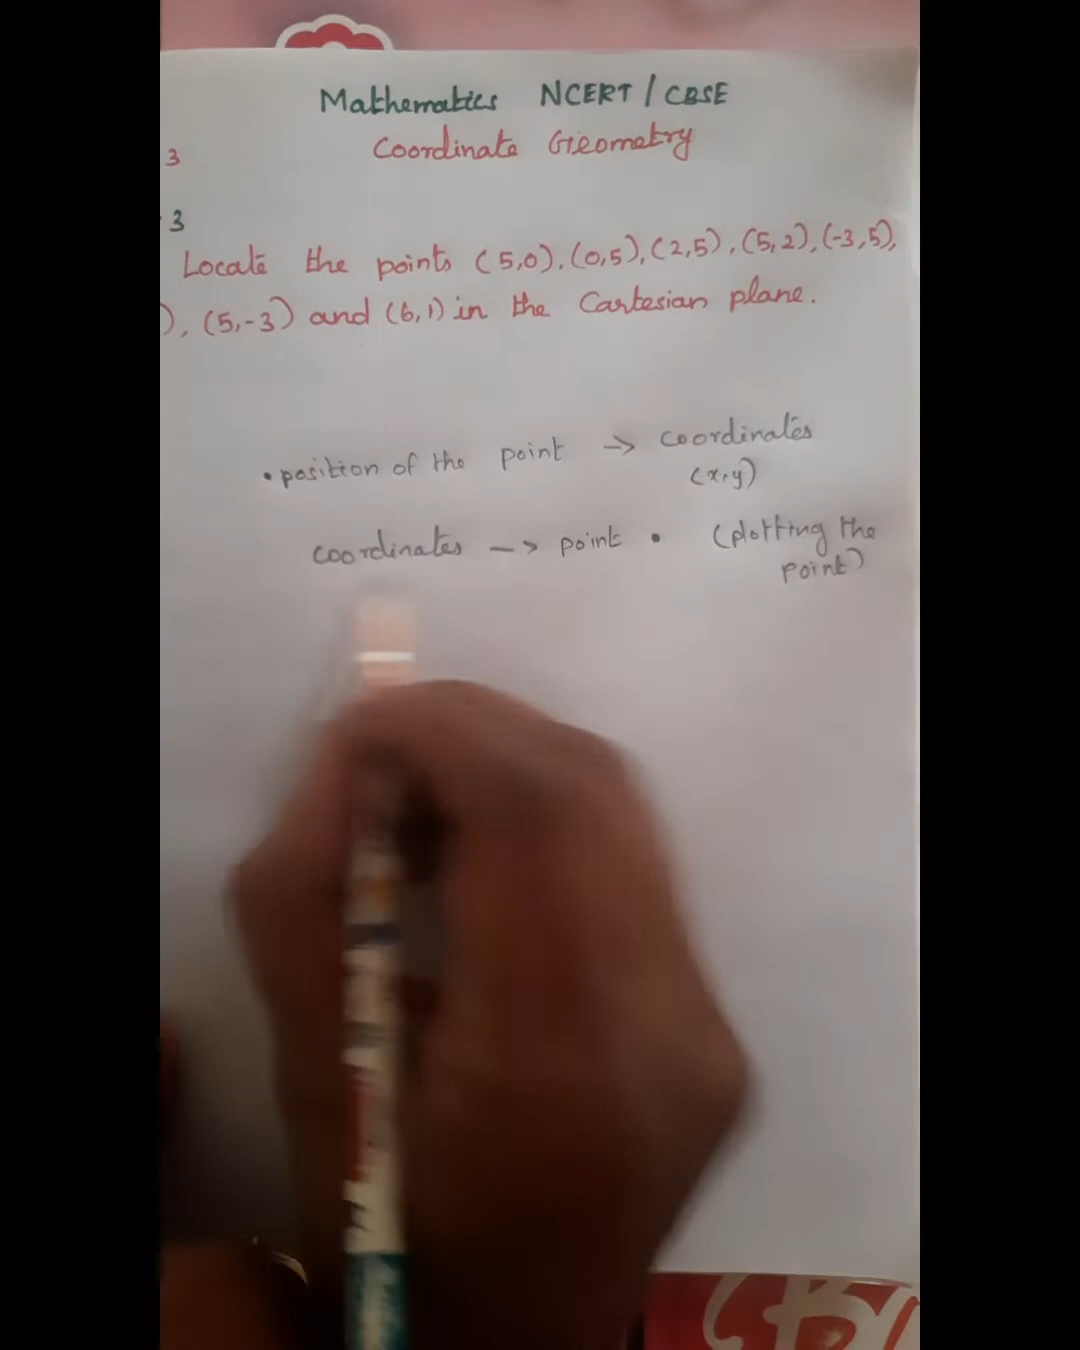 Mathematics NCERT / CBSE
3 Coordinate Geometry
3
Locate the points (5,0), (0,5), (2,5), (5,2), (-3,5),
), (5,-3) and (6,1) in the Cartesian plane.
• position of the point → coordinates
(x,y)
coordinates → point • (plotting the
point)